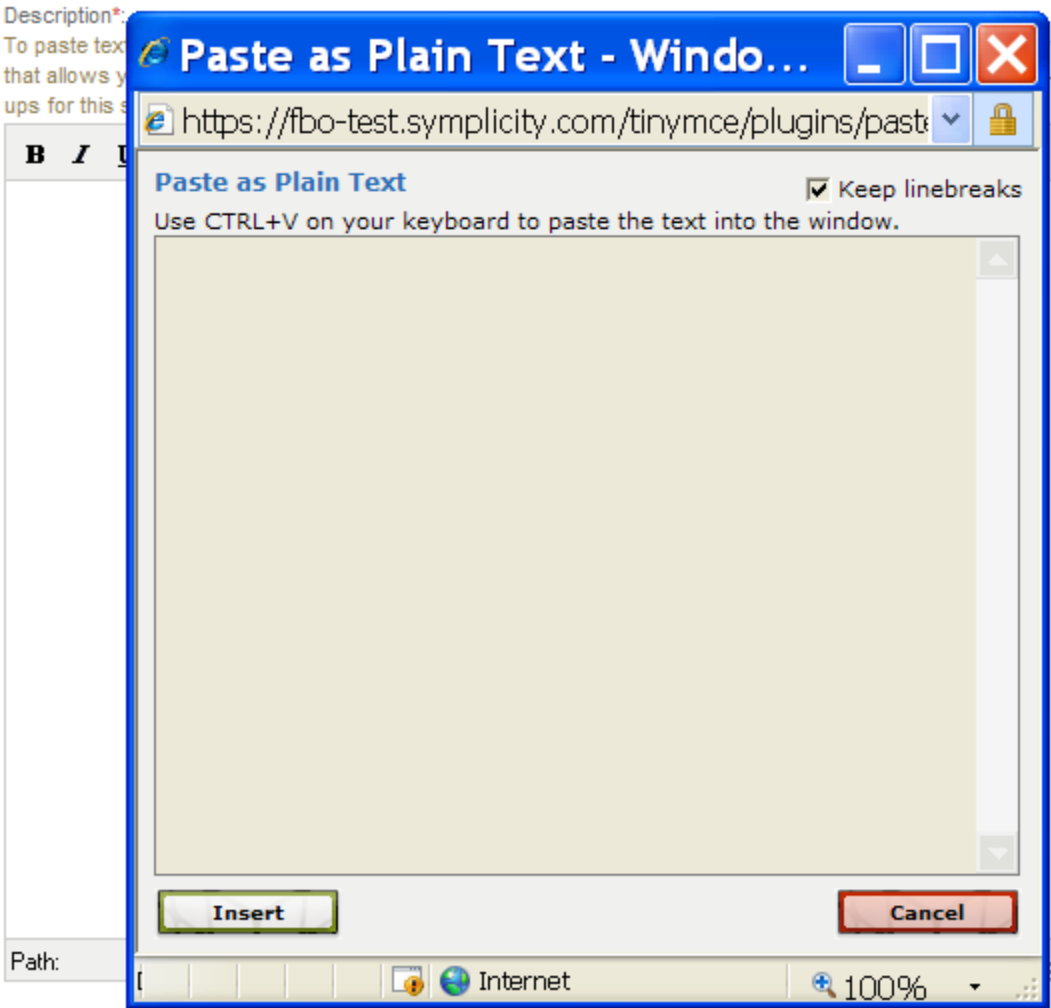 Description*:
To paste tex
that allows y
ups for this s
Paste as Plain Text - Windo...
https://fbo-test.symplicity.com/tinymce/plugins/paste
B I U
Paste as Plain Text
Keep linebreaks
Use CTRL+V on your keyboard to paste the text into the window.
Insert
Cancel
Path:
Internet
100%